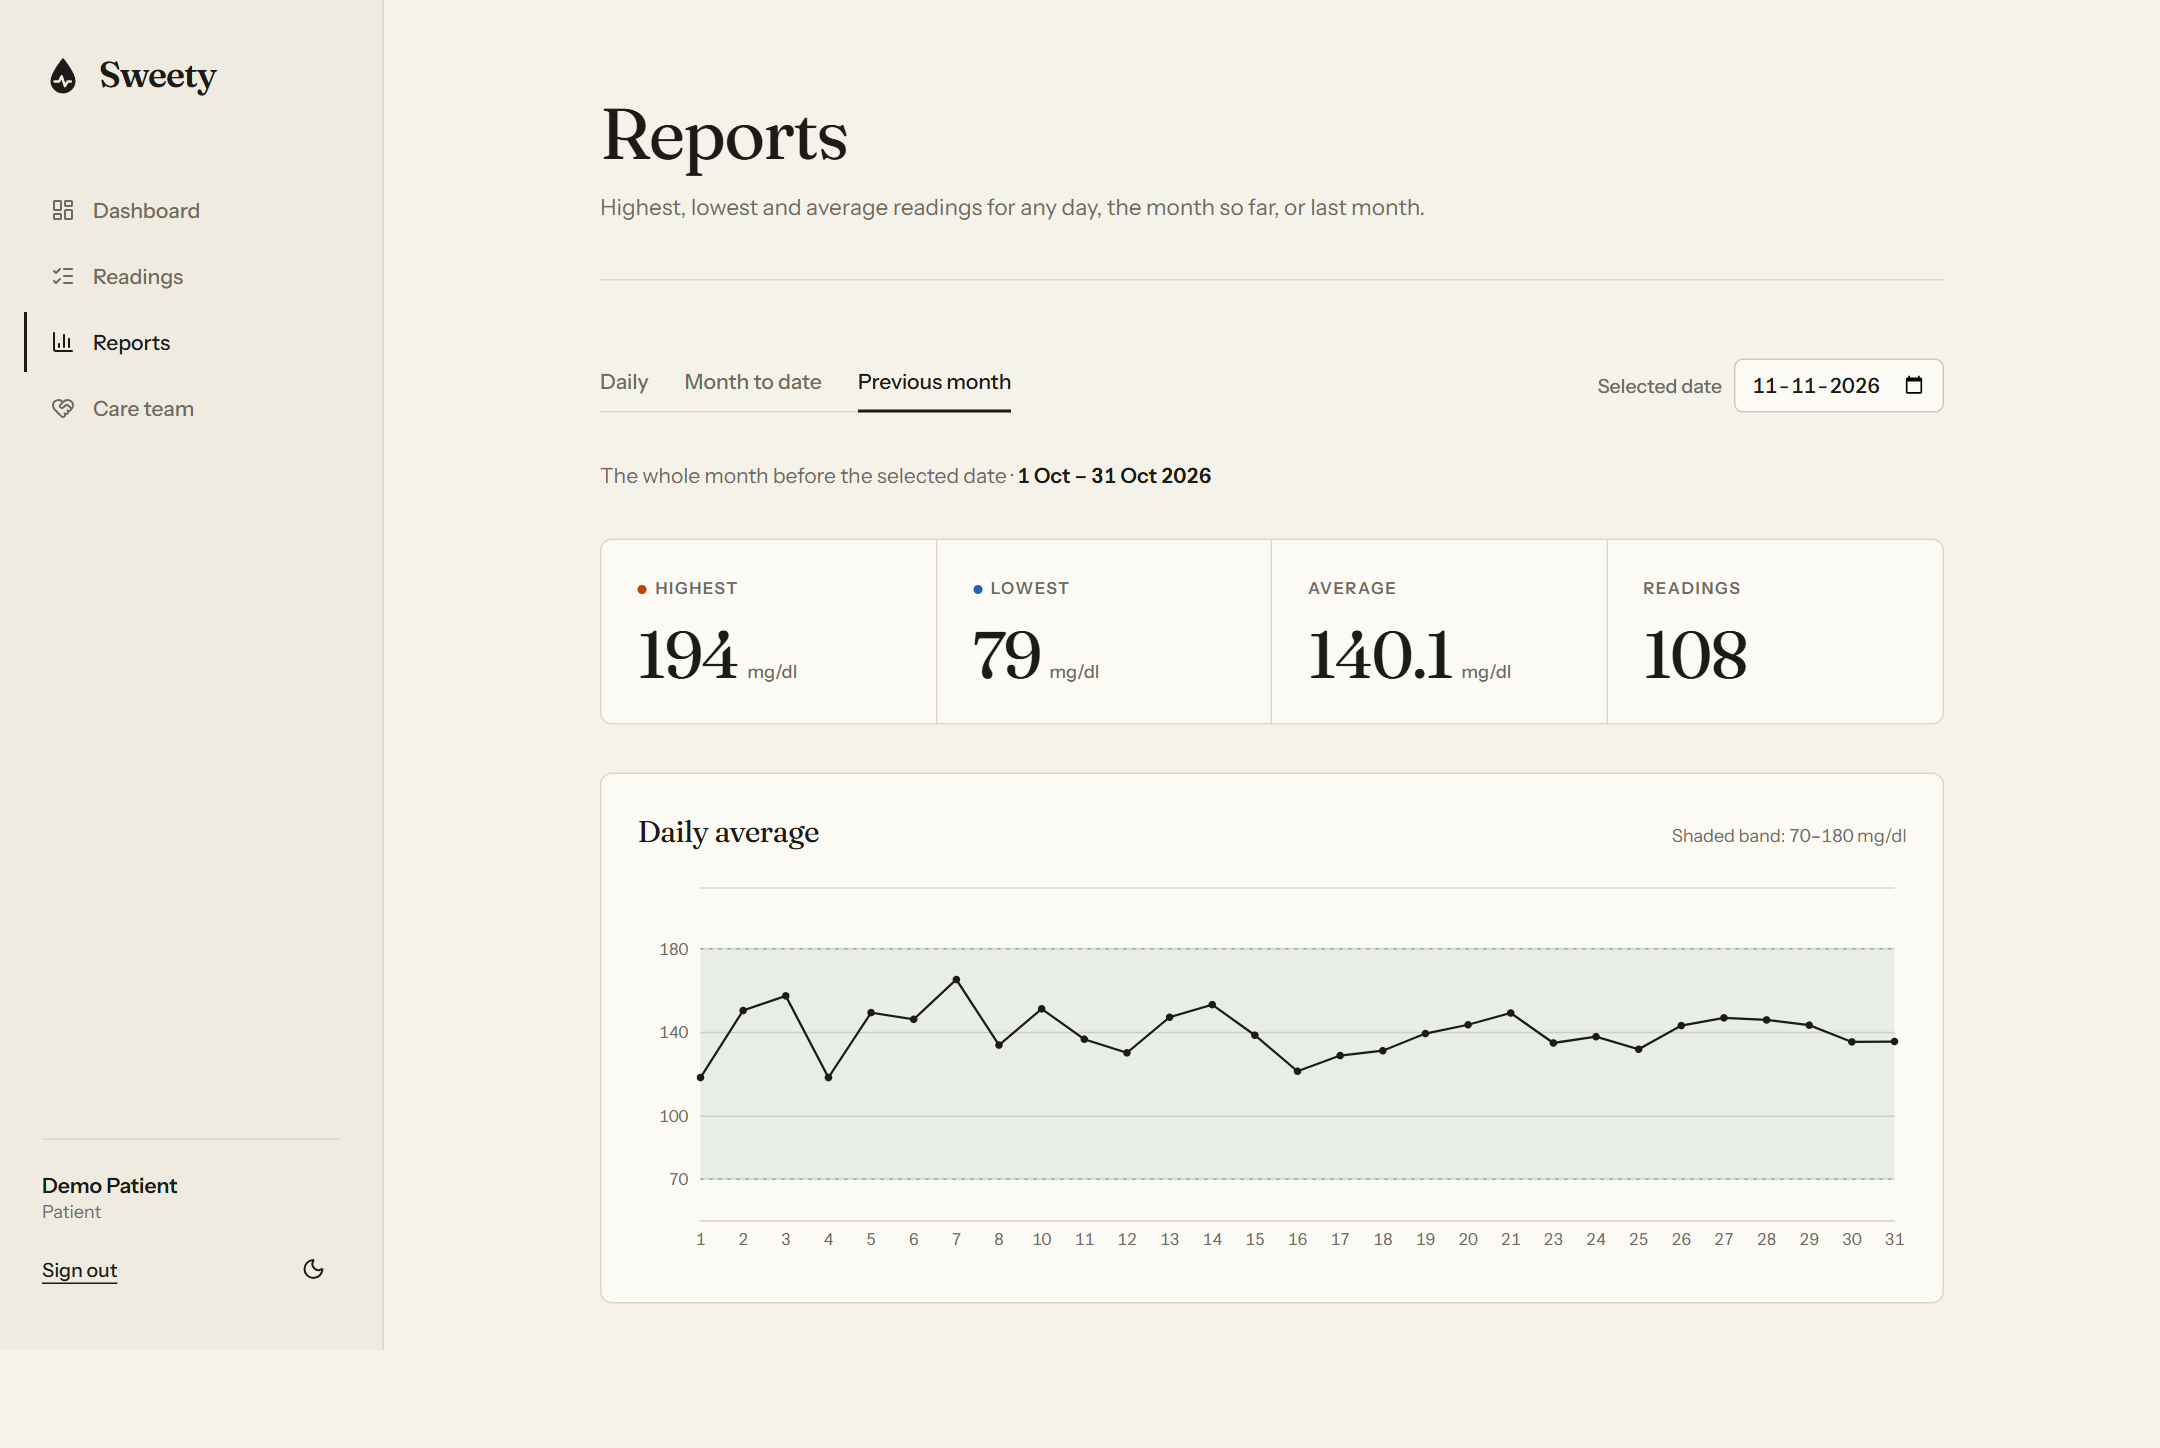 Sweety
Dashboard
Readings
Reports
Care team
Demo Patient
Patient
Sign out
Reports
Highest, lowest and average readings for any day, the month so far, or last month.
Daily Month to date Previous month
Selected date 11-11-2026
The whole month before the selected date · 1 Oct – 31 Oct 2026
HIGHEST LOWEST AVERAGE READINGS
194 mg/dl 79 mg/dl 140.1 mg/dl 108
Daily average
Shaded band: 70–180 mg/dl
180
140
100
70
1 2 3 4 5 6 7 8 10 11 12 13 14 15 16 17 18 19 20 21 23 24 25 26 27 28 29 30 31